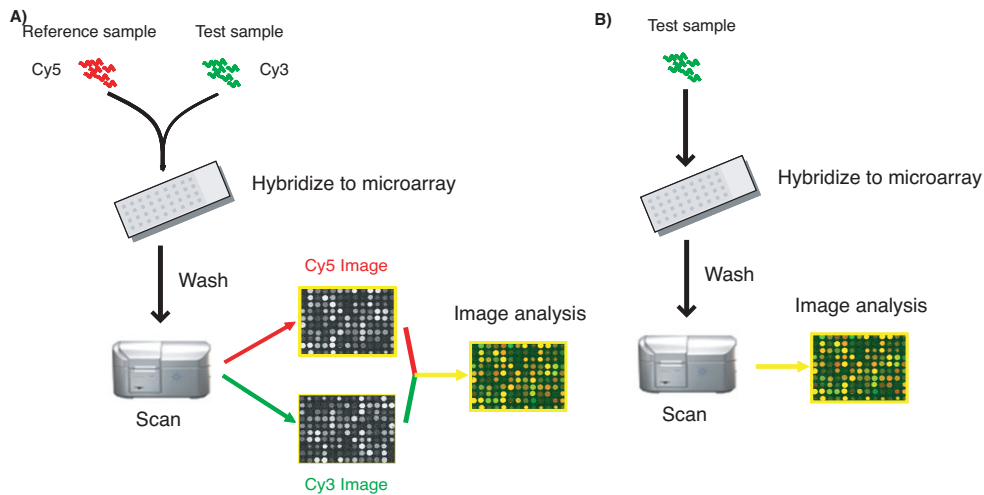 A)
Reference sample
Test sample
Cy5
Cy3
Hybridize to microarray
Wash
Cy5 Image
Image analysis
Scan
Cy3 Image
B)
Test sample
Hybridize to microarray
Wash
Image analysis
Scan